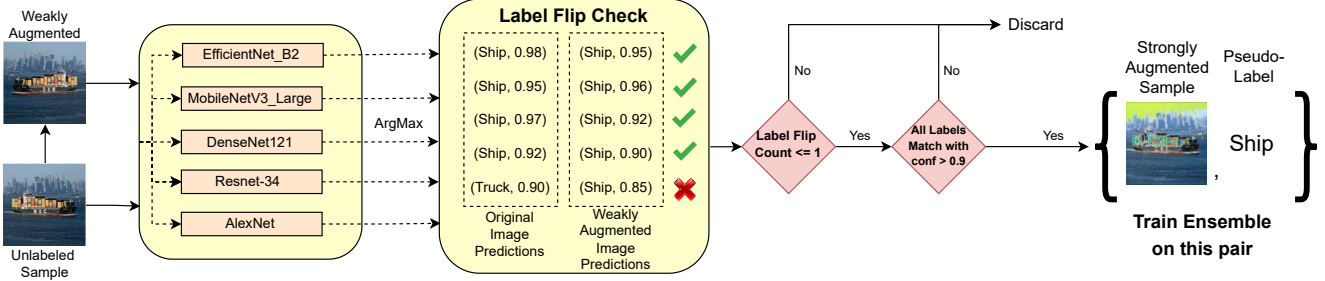 Weakly
Augmented
Unlabeled
Sample
EfficientNet_B2
MobileNetV3_Large
DenseNet121
Resnet-34
AlexNet
ArgMax
Label Flip Check
(Ship, 0.98)
(Ship, 0.95)
(Ship, 0.95)
(Ship, 0.96)
(Ship, 0.97)
(Ship, 0.92)
(Ship, 0.92)
(Ship, 0.90)
(Truck, 0.90)
(Ship, 0.85)
Original
Image
Predictions
Weakly
Augmented
Image
Predictions
Label Flip
Count <= 1
No
Yes
All Labels
Match with
conf > 0.9
No
Yes
Discard
Strongly
Augmented
Sample
Pseudo-
Label
{
,
Ship
}
Train Ensemble
on this pair